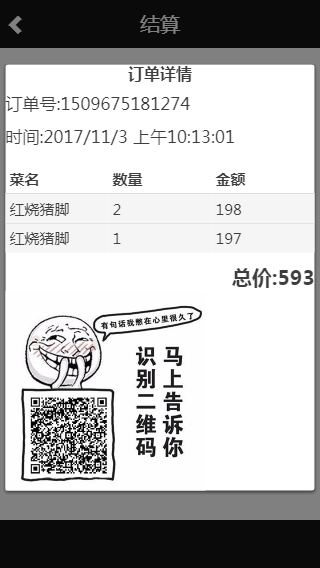 结算
订单详情
订单号:1509675181274
时间:2017/11/3 上午10:13:01
菜名 数量 金额
红烧猪脚 2 198
红烧猪脚 1 197
总价:593
有句话我憋在心里很久了
马上告诉你
识别二维码